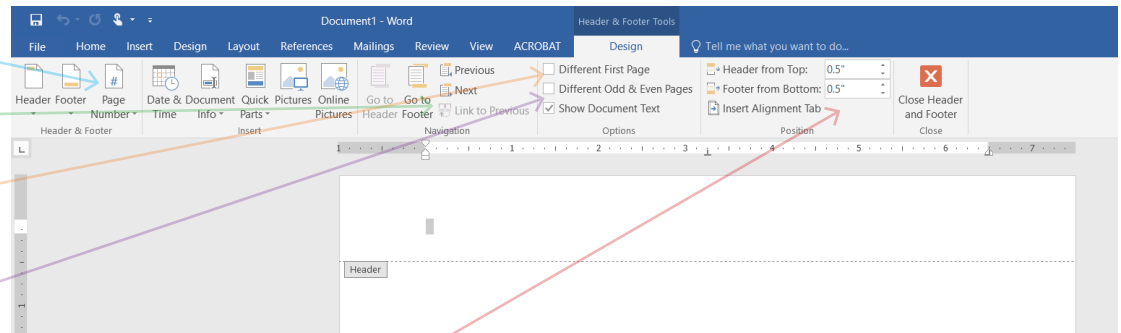 Document1 - Word
Header & Footer Tools
File Home Insert Design Layout References Mailings Review View ACROBAT Design Tell me what you want to do...
Header Footer Page Number
Date & Time Document Info Quick Parts Pictures Online Pictures
Go to Header Go to Footer
Previous
Next
Link to Previous
Different First Page
Different Odd & Even Pages
Show Document Text
Header from Top: 0.5"
Footer from Bottom: 0.5"
Insert Alignment Tab
Close Header and Footer
Header & Footer Insert Navigation Options Position Close
L
1 1 2 3 4 5 6 7
Header
1